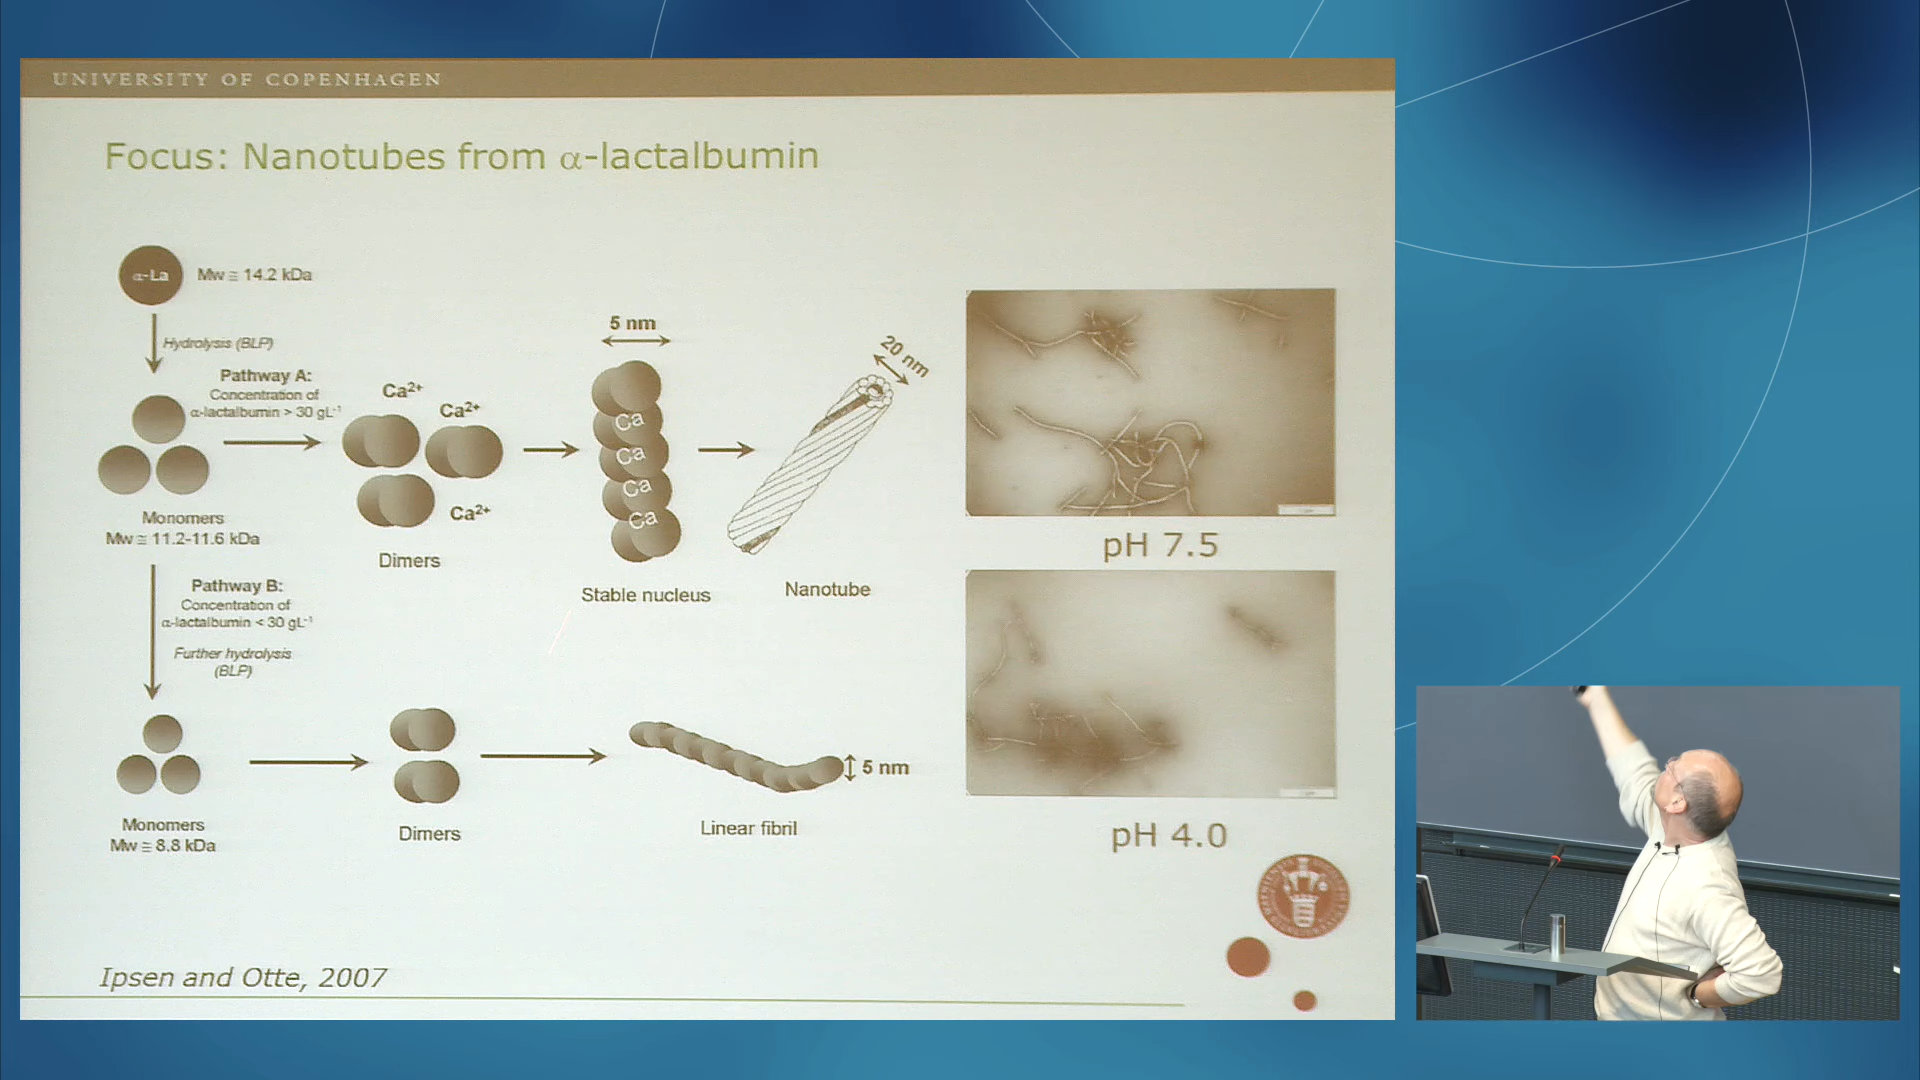 UNIVERSITY OF COPENHAGEN
Focus: Nanotubes from α-lactalbumin
α-La
Mw ≅ 14.2 kDa
Hydrolysis (BLP)
Pathway A:
Concentration of
α-lactalbumin > 30 gL⁻¹
Monomers
Mw ≅ 11.2-11.6 kDa
Ca²⁺
Ca²⁺
Ca²⁺
Dimers
5 nm
Ca
Ca
Ca
Ca
Stable nucleus
20 nm
Nanotube
pH 7.5
Pathway B:
Concentration of
α-lactalbumin < 30 gL⁻¹
Further hydrolysis
(BLP)
Monomers
Mw ≅ 8.8 kDa
Dimers
5 nm
Linear fibril
pH 4.0
Ipsen and Otte, 2007